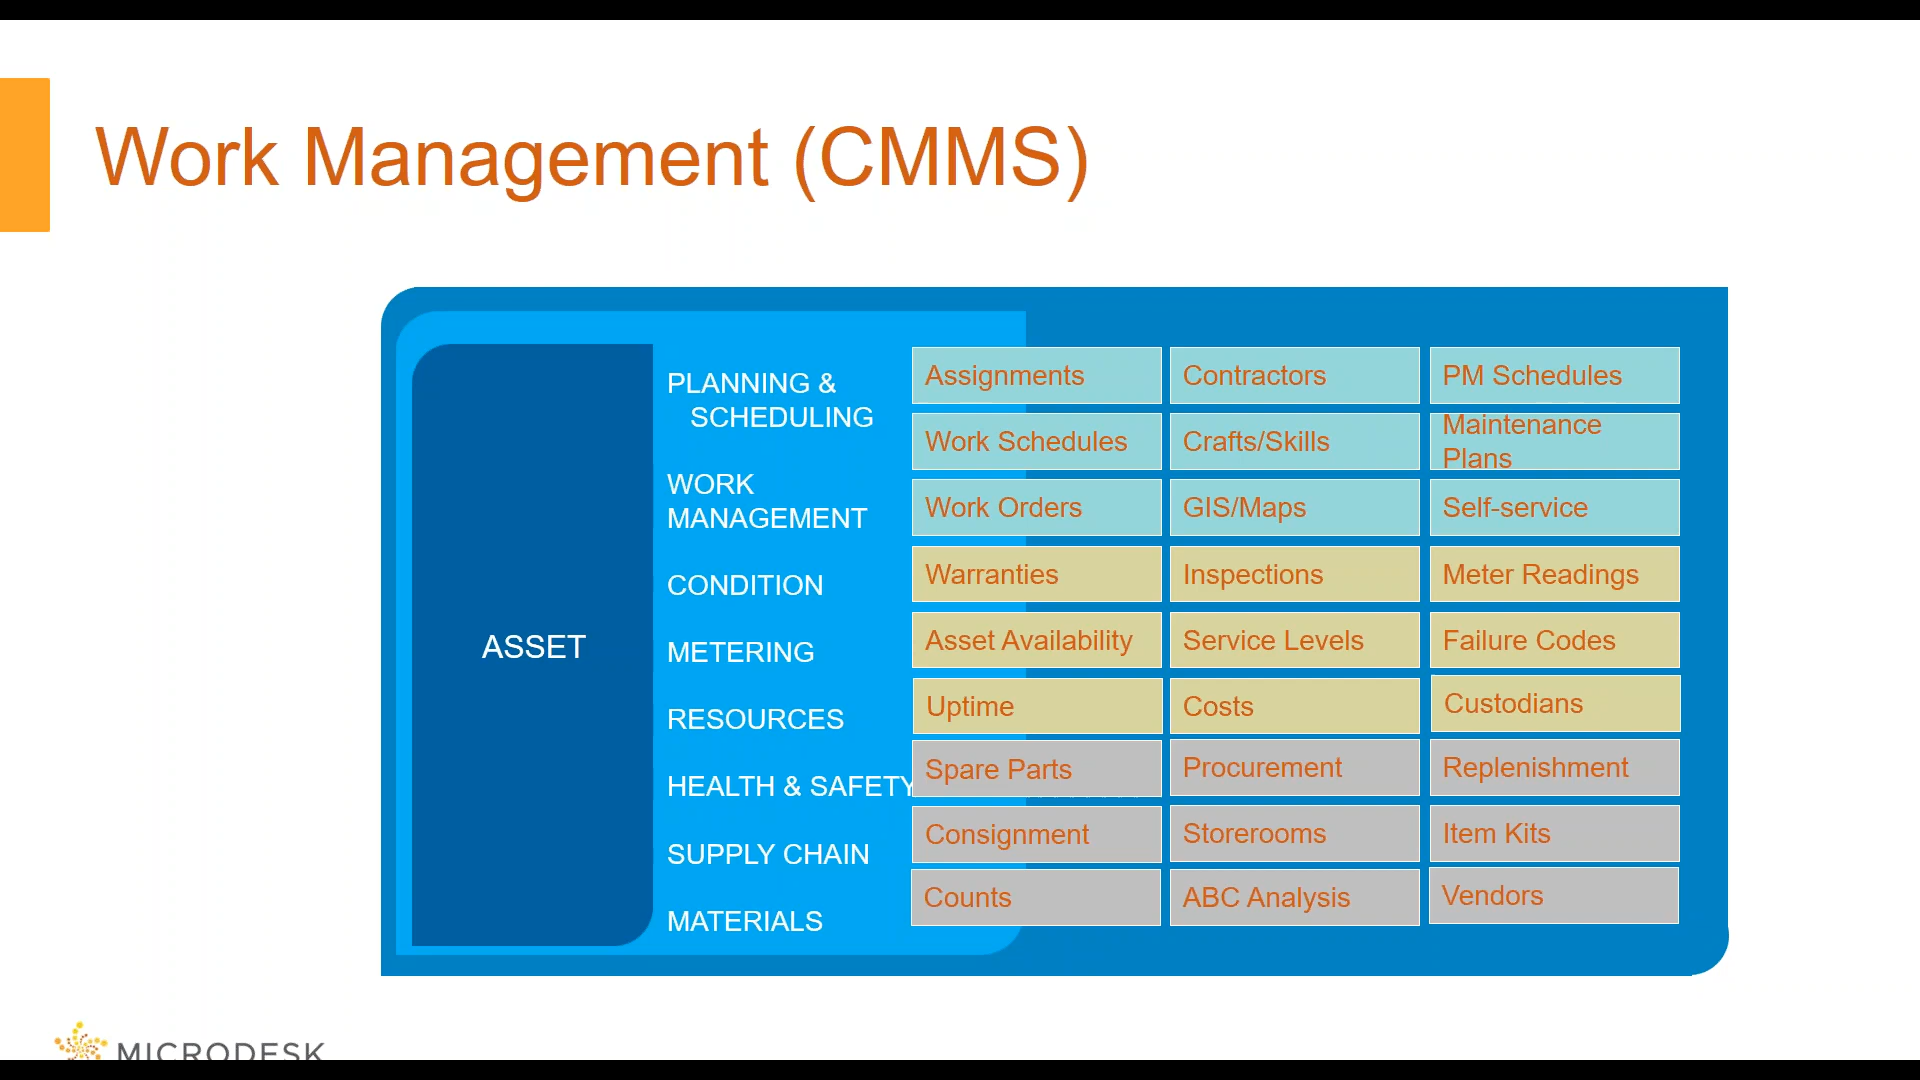 Work Management (CMMS)
ASSET
PLANNING &
SCHEDULING
WORK
MANAGEMENT
CONDITION
METERING
RESOURCES
HEALTH & SAFETY
SUPPLY CHAIN
MATERIALS
Assignments
Contractors
PM Schedules
Work Schedules
Crafts/Skills
Maintenance
Plans
Work Orders
GIS/Maps
Self-service
Warranties
Inspections
Meter Readings
Asset Availability
Service Levels
Failure Codes
Uptime
Costs
Custodians
Spare Parts
Procurement
Replenishment
Consignment
Storerooms
Item Kits
Counts
ABC Analysis
Vendors
MICRODESK